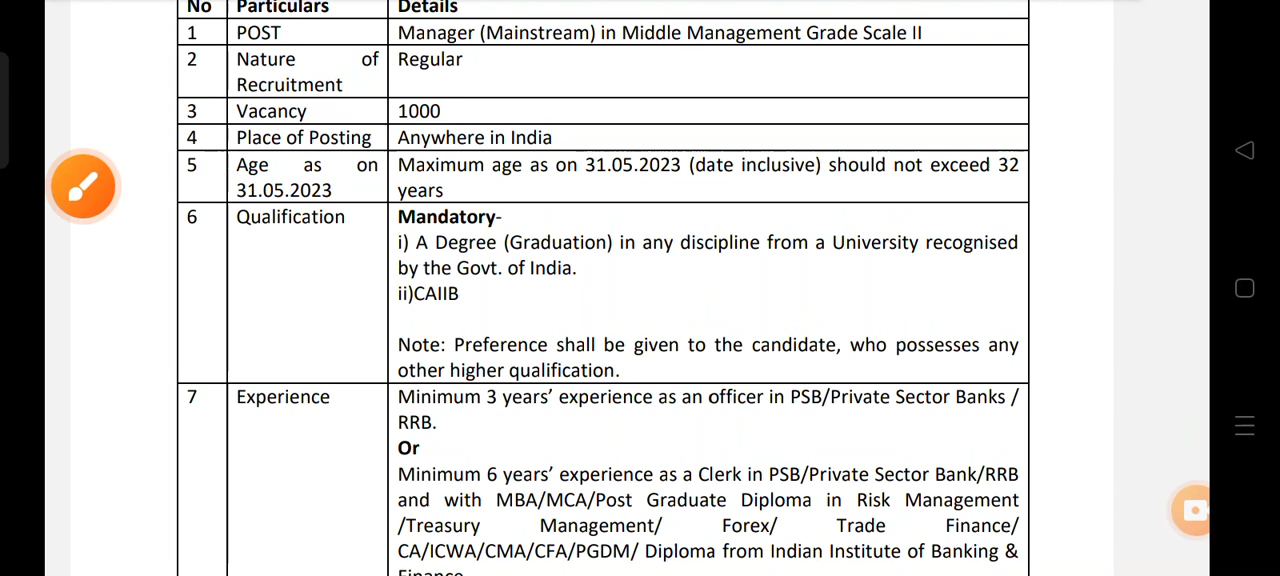 No Particulars Details
1 POST Manager (Mainstream) in Middle Management Grade Scale II
2 Nature of Regular
Recruitment
3 Vacancy 1000
4 Place of Posting Anywhere in India
5 Age as on Maximum age as on 31.05.2023 (date inclusive) should not exceed 32
31.05.2023 years
6 Qualification Mandatory-
i) A Degree (Graduation) in any discipline from a University recognised
by the Govt. of India.
ii)CAIIB
Note: Preference shall be given to the candidate, who possesses any
other higher qualification.
7 Experience Minimum 3 years’ experience as an officer in PSB/Private Sector Banks /
RRB.
Or
Minimum 6 years’ experience as a Clerk in PSB/Private Sector Bank/RRB
and with MBA/MCA/Post Graduate Diploma in Risk Management
/Treasury Management/ Forex/ Trade Finance/
CA/ICWA/CMA/CFA/PGDM/ Diploma from Indian Institute of Banking &
Finance